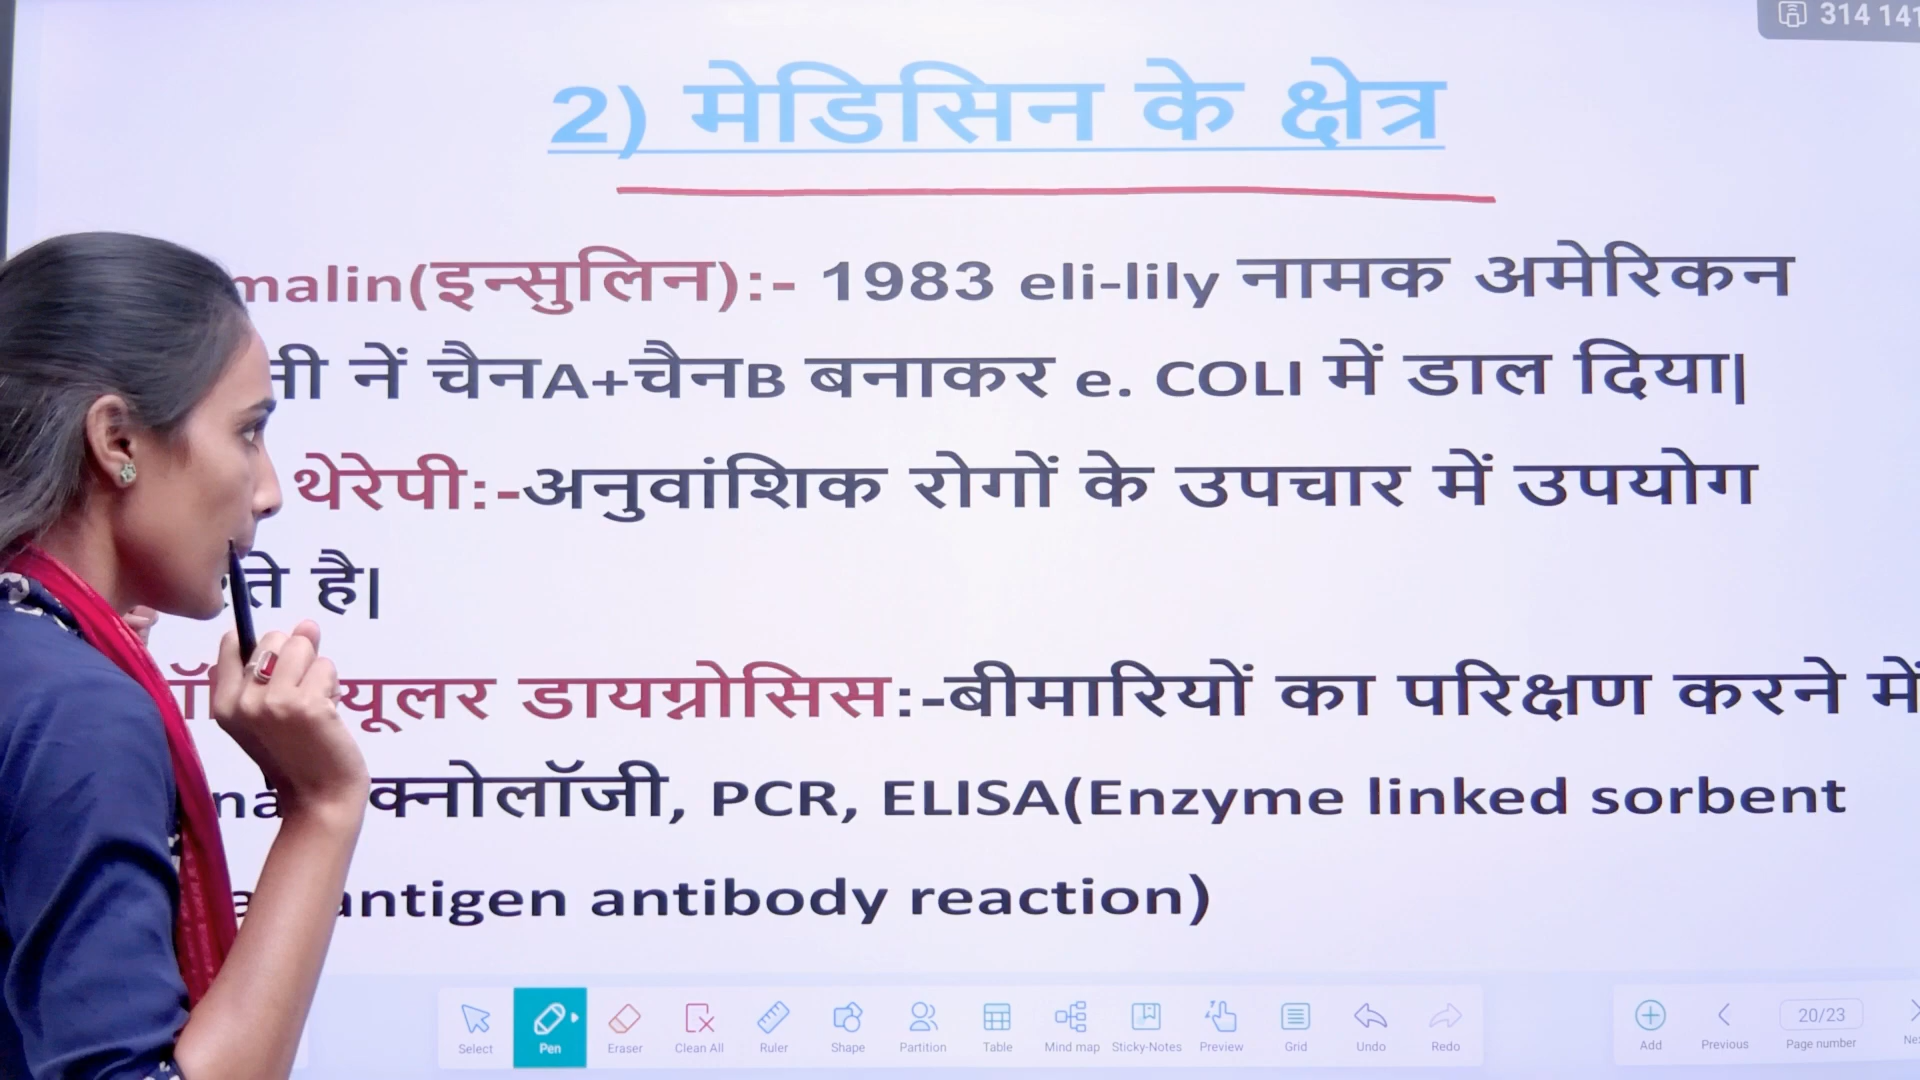 314 141
2) मेडिसिन के क्षेत्र
malin(इन्सुलिन):- 1983 eli-lily नामक अमेरिकन
नें चैनA+चैनB बनाकर e. COLI में डाल दिया|
थेरेपी:-अनुवांशिक रोगों के उपचार में उपयोग
है|
डायग्नोसिस:-बीमारियों का परिक्षण करने में
क्नोलॉजी, PCR, ELISA(Enzyme linked sorbent
antigen antibody reaction)
Select Pen Eraser Clean All Ruler Shape Partition Table Mind map Sticky-Notes Preview Grid Undo Redo Add Previous 20/23 Page number